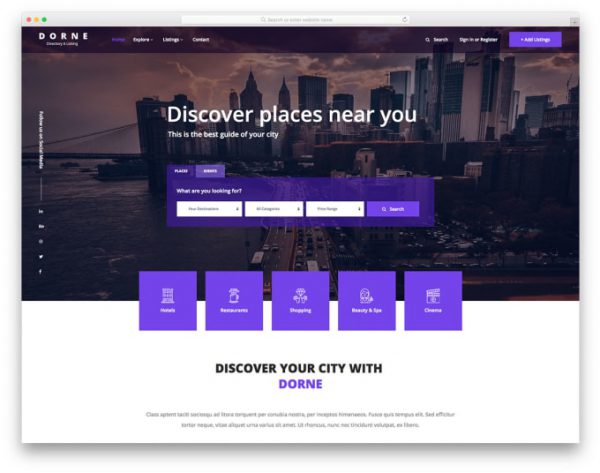 Search or enter website name
DORNE
Directory & Listing
Home Explore Listings Contact
Search Sign in or Register + Add Listings
Follow us on Social Media
Discover places near you
This is the best guide of your city
PLACES EVENTS
What are you looking for?
Your Destinations All Categories Price Range Search
in
Bē
Hotels Restaurants Shopping Beauty & Spa Cinema
DISCOVER YOUR CITY WITH
DORNE
Class aptent taciti sociosqu ad litora torquent per conubia nostra, per inceptos himenaeos. Fusce quis tempus elit. Sed efficitur
tortor neque, vitae aliquet urna varius sit amet. Ut rhoncus, nunc nec tincidunt volutpat, ex libero.